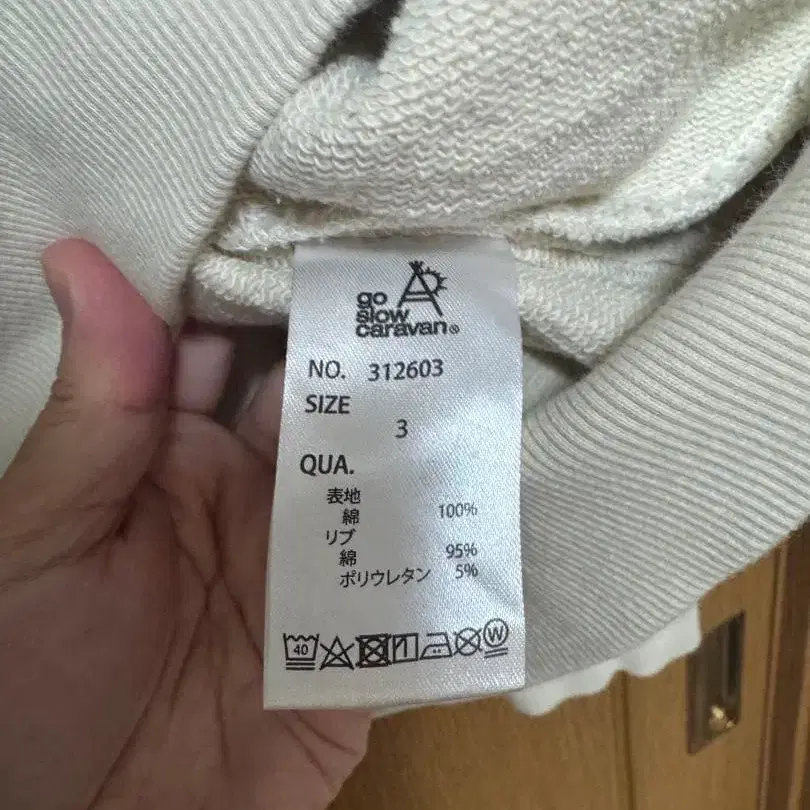 go
slow
caravan®
NO. 312603
SIZE
3
QUA.
表地
綿 100%
リブ
綿 95%
ポリウレタン 5%
40 W